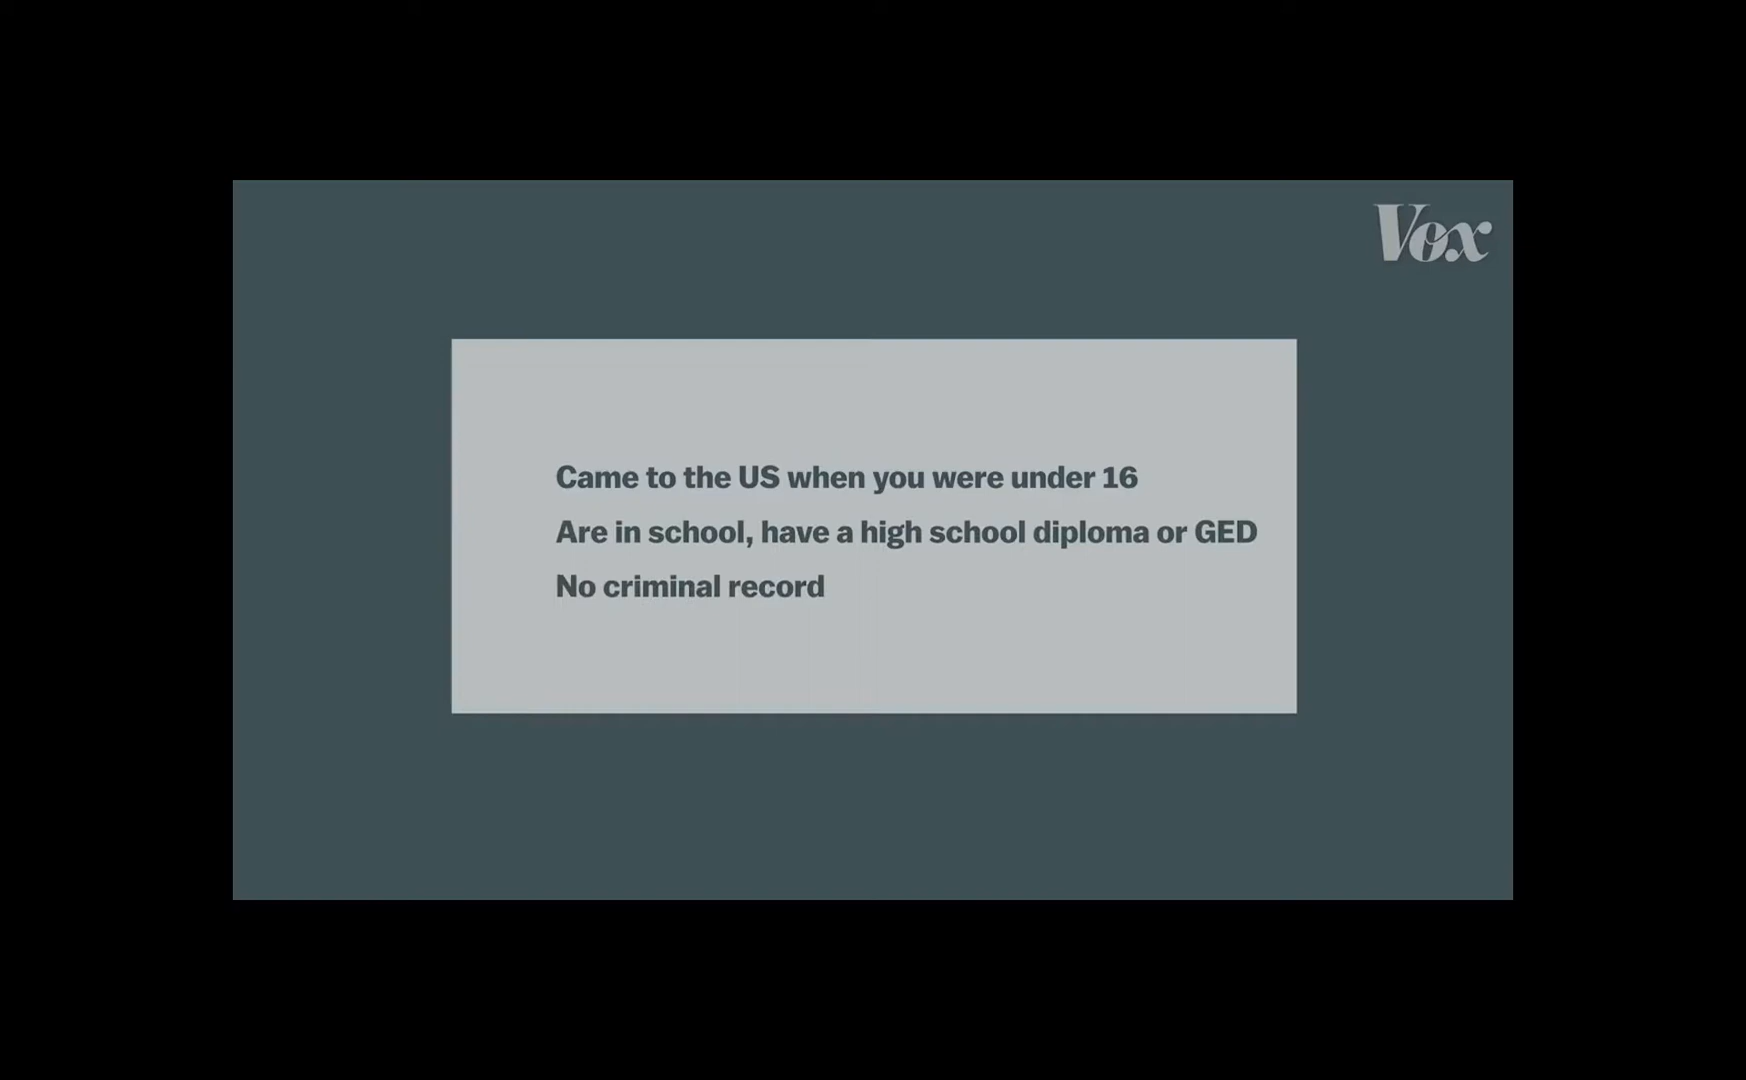 Vox
Came to the US when you were under 16
Are in school, have a high school diploma or GED
No criminal record